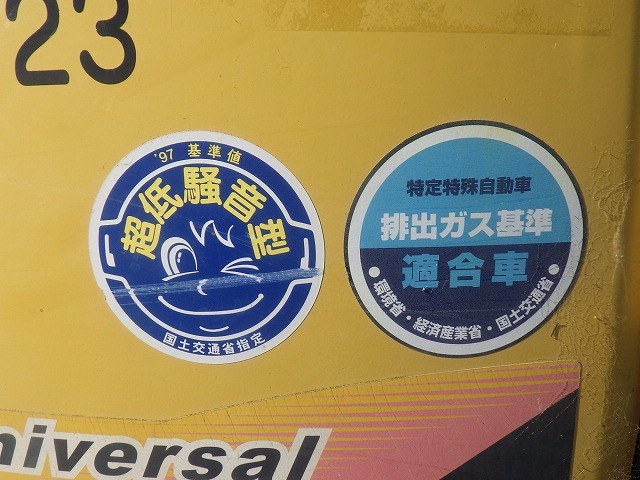 23
'97 基準値
超低騒音型
国土交通省指定
特定特殊自動車
排出ガス基準
適合車
●環境省・経済産業省・国土交通省●
niversal